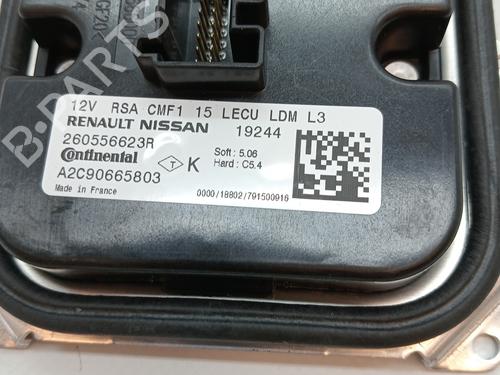 12V RSA CMF1 15 LECU LDM L3
RENAULT NISSAN 19244
260556623R
Continental
T K
Soft : 5.06
Hard : C5.4
A2C90665803
Made in France
0000/18802/791500916
B-PARTS